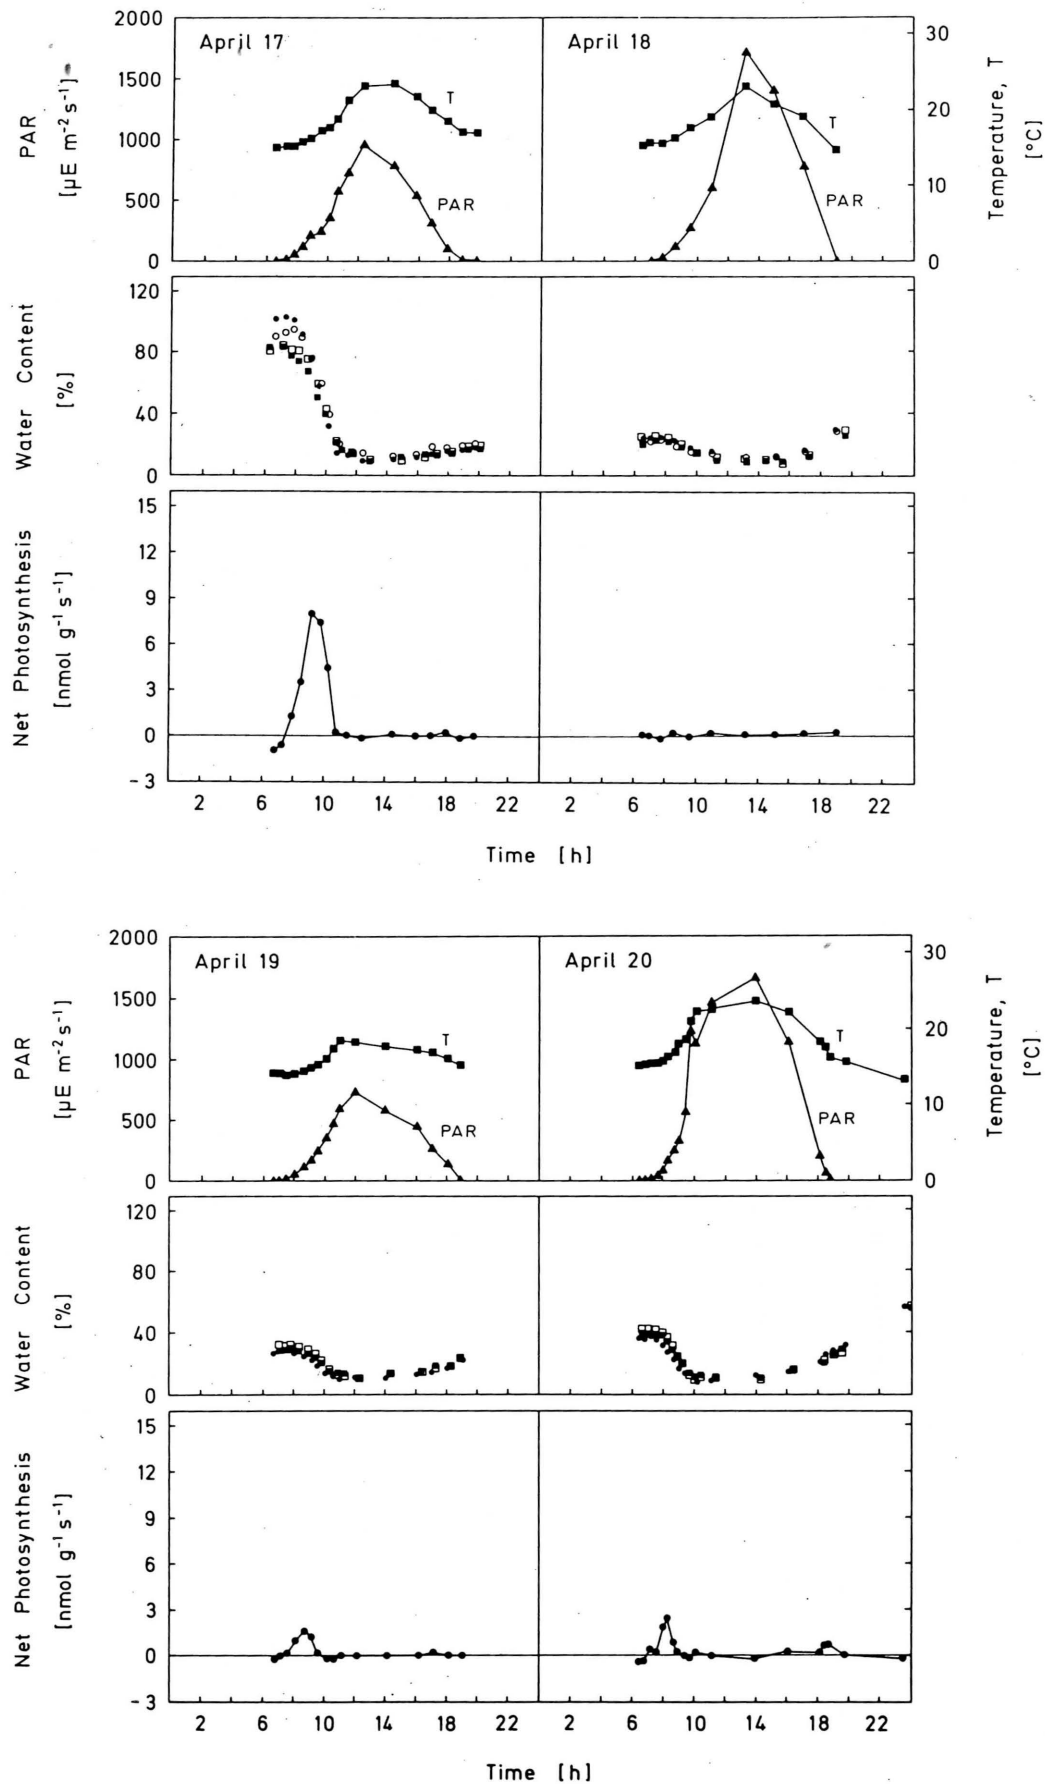 April 17
April 18
2000
1500
1000
500
0
PAR
[µE m⁻² s⁻¹]
T
PAR
T
PAR
30
20
10
0
Temperature, T
[°C]
120
80
40
0
Water Content
[%]
15
12
9
6
3
0
-3
Net Photosynthesis
[nmol g⁻¹ s⁻¹]
2 6 10 14 18 22 2 6 10 14 18 22
Time [h]
April 19
April 20
2000
1500
1000
500
0
PAR
[µE m⁻² s⁻¹]
T
PAR
T
PAR
30
20
10
0
Temperature, T
[°C]
120
80
40
0
Water Content
[%]
15
12
9
6
3
0
-3
Net Photosynthesis
[nmol g⁻¹ s⁻¹]
2 6 10 14 18 22 2 6 10 14 18 22
Time [h]